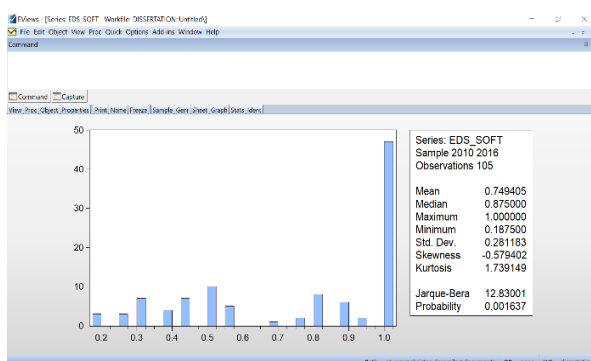 EViews - [Series: EDS_SOFT Workfile: DISSERTATION::Untitled\]
File Edit Object View Proc Quick Options Add-ins Window Help
Command
Command Capture
View Proc Object Properties Print Name Freeze Sample Genr Sheet Graph Stats Ident
50
40
30
20
10
0
0.2 0.3 0.4 0.5 0.6 0.7 0.8 0.9 1.0
Series: EDS_SOFT
Sample 2010 2016
Observations 105
Mean 0.749405
Median 0.875000
Maximum 1.000000
Minimum 0.187500
Std. Dev. 0.281183
Skewness -0.579402
Kurtosis 1.739149
Jarque-Bera 12.83001
Probability 0.001637